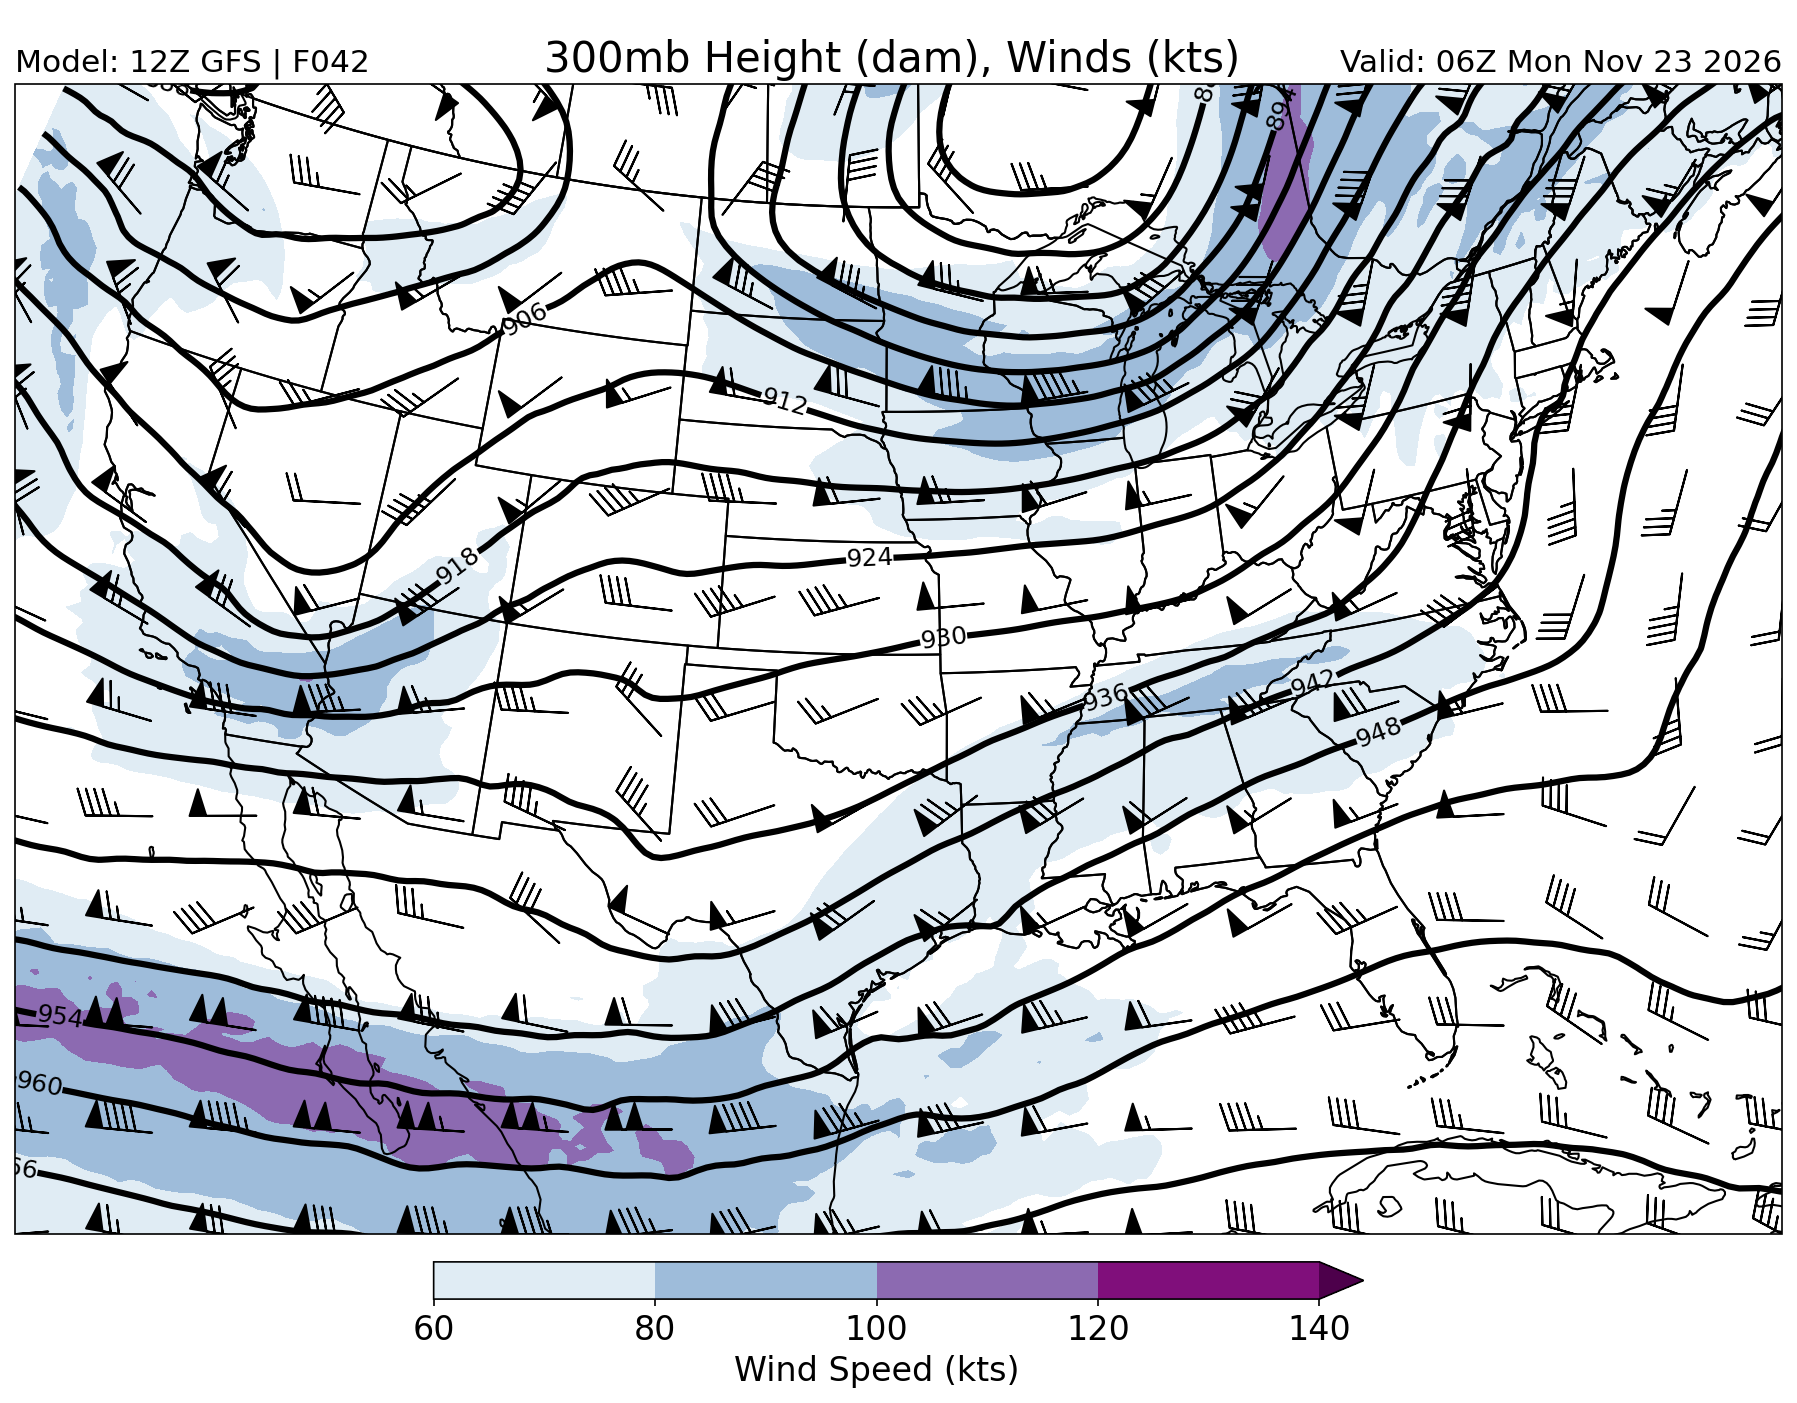 Model: 12Z GFS | F042
300mb Height (dam), Winds (kts)
Valid: 06Z Mon Nov 23 2026
894
906
912
918
924
930
936
942
948
954
960
60 80 100 120 140
Wind Speed (kts)